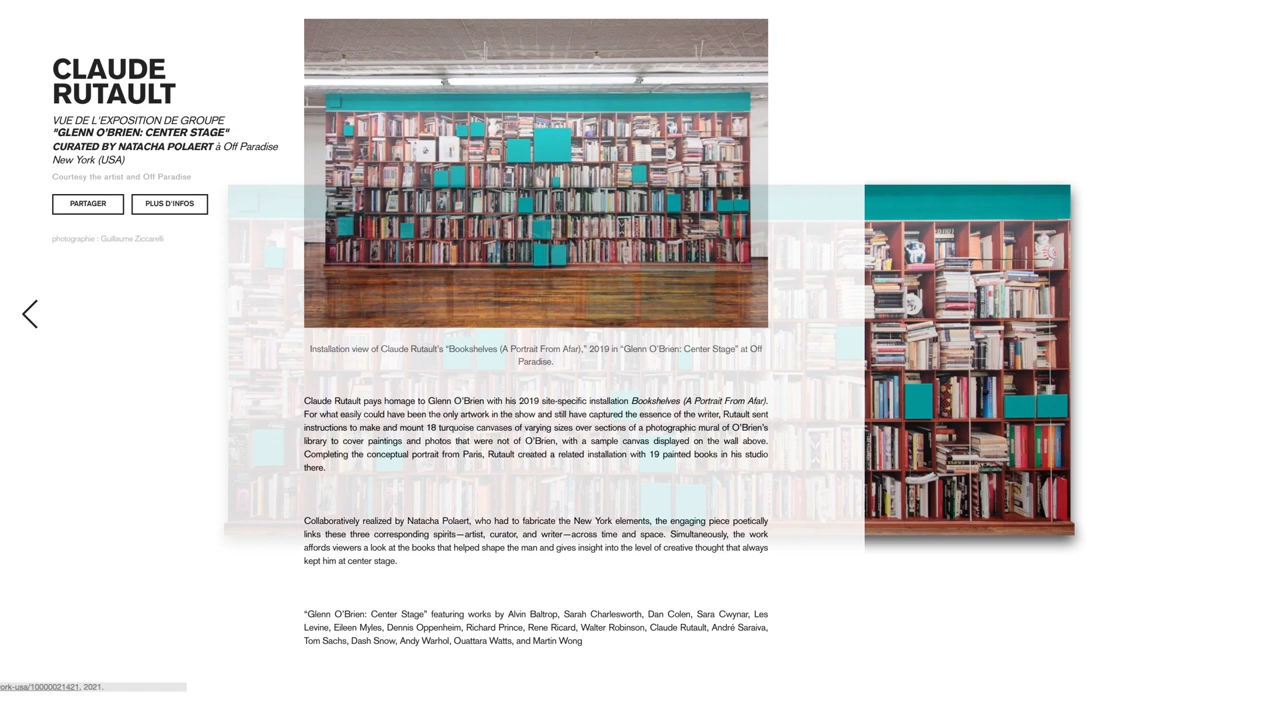 CLAUDE
RUTAULT
VUE DE L'EXPOSITION DE GROUPE
"GLENN O'BRIEN: CENTER STAGE"
CURATED BY NATACHA POLAERT à Off Paradise
New York (USA)
Courtesy the artist and Off Paradise
PARTAGER PLUS D'INFOS
photographie : Guillaume Ziccarelli
Installation view of Claude Rutault's “Bookshelves (A Portrait From Afar),” 2019 in “Glenn O'Brien: Center Stage” at Off
Paradise.
Claude Rutault pays homage to Glenn O'Brien with his 2019 site-specific installation Bookshelves (A Portrait From Afar).
For what easily could have been the only artwork in the show and still have captured the essence of the writer, Rutault sent
instructions to make and mount 18 turquoise canvases of varying sizes over sections of a photographic mural of O'Brien's
library to cover paintings and photos that were not of O'Brien, with a sample canvas displayed on the wall above.
Completing the conceptual portrait from Paris, Rutault created a related installation with 19 painted books in his studio
there.
Collaboratively realized by Natacha Polaert, who had to fabricate the New York elements, the engaging piece poetically
links these three corresponding spirits—artist, curator, and writer—across time and space. Simultaneously, the work
affords viewers a look at the books that helped shape the man and gives insight into the level of creative thought that always
kept him at center stage.
“Glenn O'Brien: Center Stage” featuring works by Alvin Baltrop, Sarah Charlesworth, Dan Colen, Sara Cwynar, Les
Levine, Eileen Myles, Dennis Oppenheim, Richard Prince, Rene Ricard, Walter Robinson, Claude Rutault, André Saraiva,
Tom Sachs, Dash Snow, Andy Warhol, Ouattara Watts, and Martin Wong
ork-usa/10000021421. 2021.